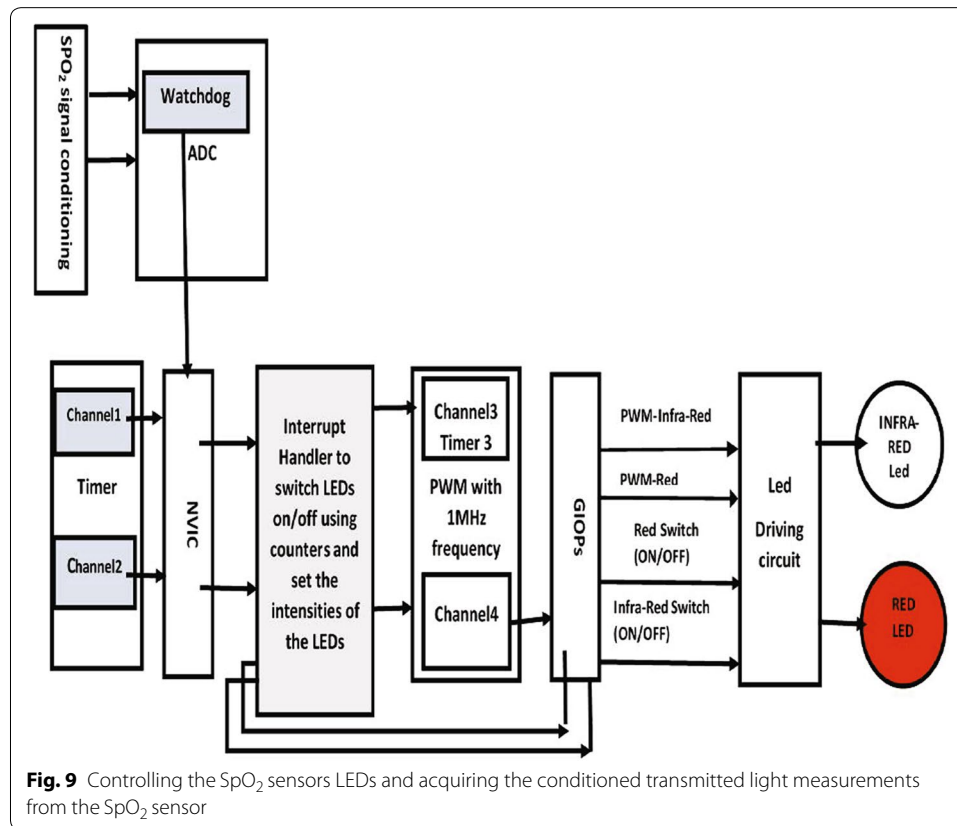 SPO₂ signal conditioning
Watchdog
ADC
Channel1
Timer
Channel2
NVIC
Interrupt
Handler to
switch LEDs
on/off using
counters and
set the
intensities of
the LEDs
Channel3
Timer 3
PWM with
1MHz
frequency
Channel4
GIOPs
PWM-Infra-Red
PWM-Red
Red Switch
(ON/OFF)
Infra-Red Switch
(ON/OFF)
Led
Driving
circuit
INFRA-
RED
Led
RED
LED
Fig. 9 Controlling the SpO₂ sensors LEDs and acquiring the conditioned transmitted light measurements
from the SpO₂ sensor